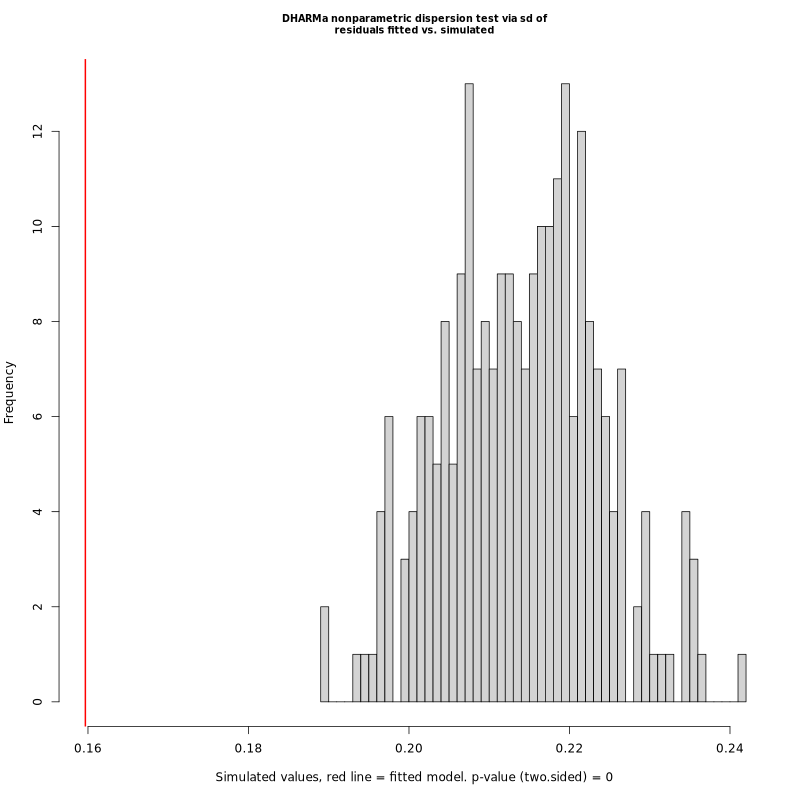 DHARMa nonparametric dispersion test via sd of
residuals fitted vs. simulated
Frequency
12
10
8
6
4
2
0
0.16 0.18 0.20 0.22 0.24
Simulated values, red line = fitted model. p-value (two.sided) = 0